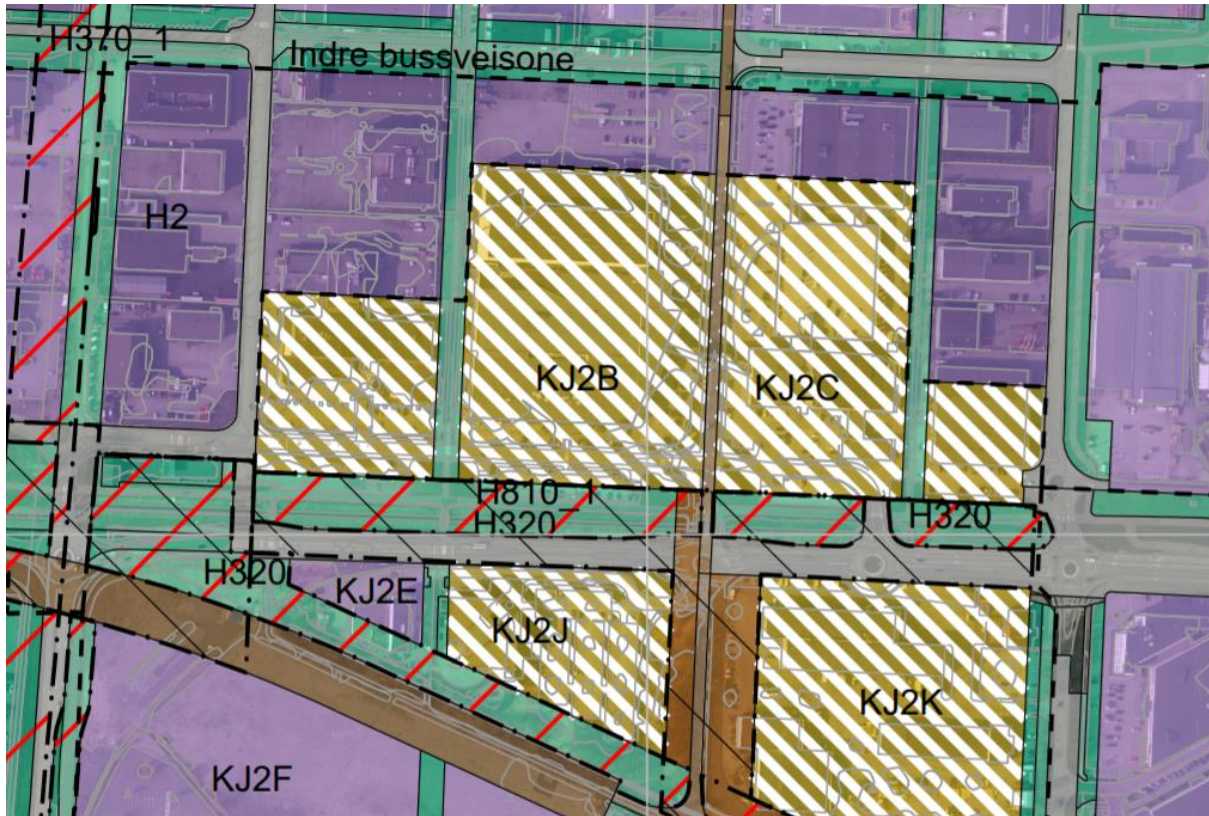 H370_1
Indre bussveisone
H2
KJ2B
KJ2C
H810_1
H320
H320
H320
KJ2E
KJ2J
KJ2K
KJ2F